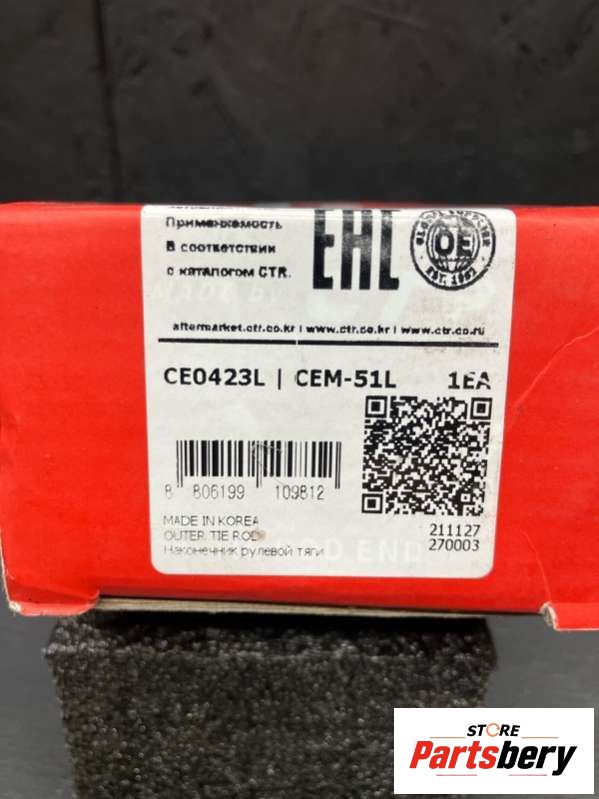 Применяемость
В соответствии
с каталогом CTR.
EAC
OE
EST. 1952
aftermarket.ctr.co.kr | www.ctr.co.kr | www.ctr.co.ru
CE0423L | CEM-51L 1EA
8 806199 109812
MADE IN KOREA
OUTER TIE ROD
Наконечник рулевой тяги
211127
270003
STORE
Partsbery